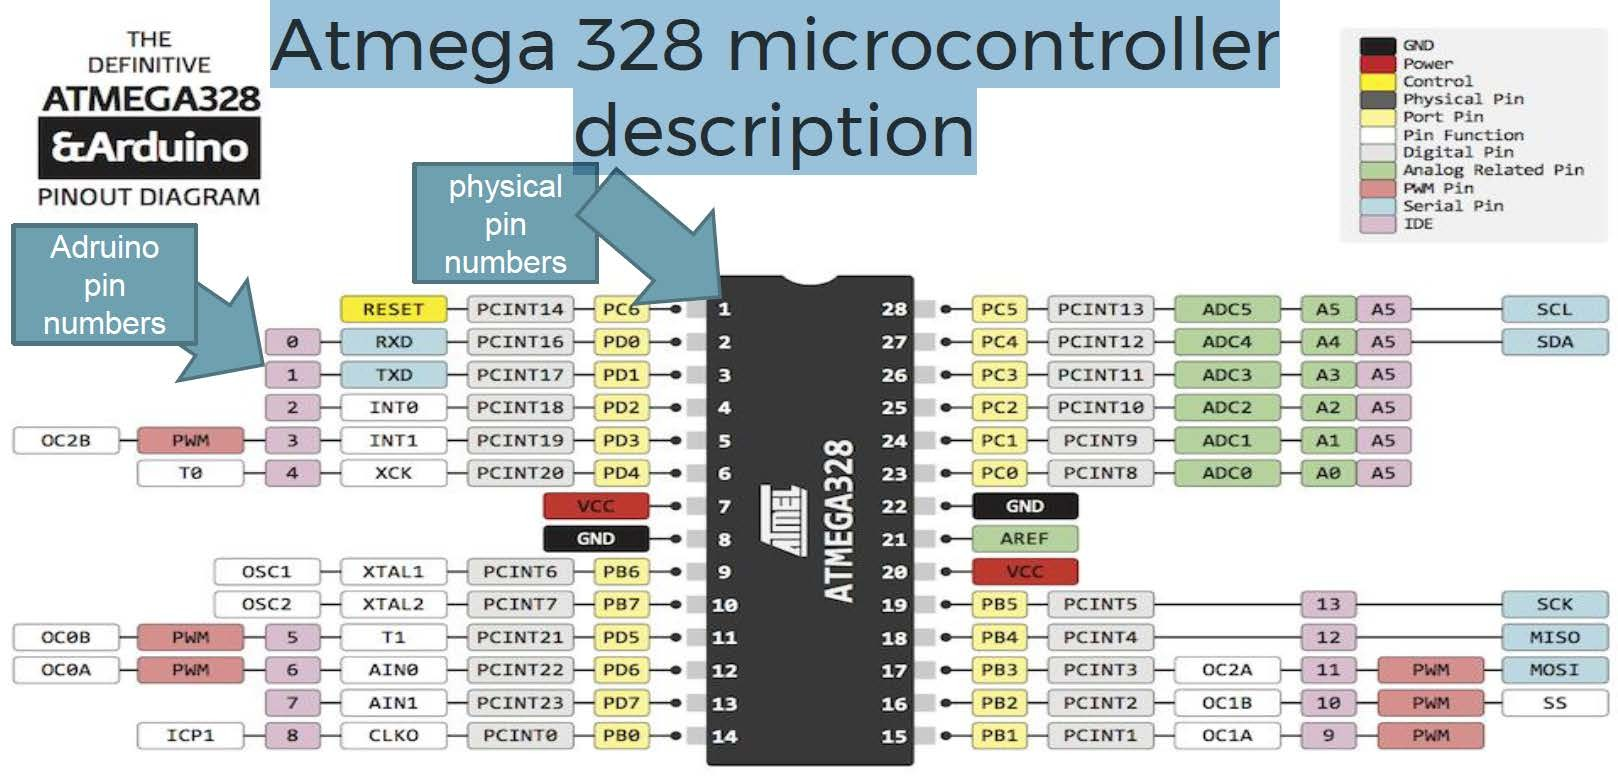 THE
DEFINITIVE
ATMEGA328
&Arduino
PINOUT DIAGRAM
Atmega 328 microcontroller
description
GND
Power
Control
Physical Pin
Port Pin
Pin Function
Digital Pin
Analog Related Pin
PWM Pin
Serial Pin
IDE
physical
pin
numbers
Adruino
pin
numbers
RESET PCINT14 PC6 1 28 PC5 PCINT13 ADC5 A5 A5 SCL
0 RXD PCINT16 PD0 2 27 PC4 PCINT12 ADC4 A4 A5 SDA
1 TXD PCINT17 PD1 3 26 PC3 PCINT11 ADC3 A3 A5
2 INT0 PCINT18 PD2 4 25 PC2 PCINT10 ADC2 A2 A5
OC2B PWM 3 INT1 PCINT19 PD3 5 24 PC1 PCINT9 ADC1 A1 A5
T0 4 XCK PCINT20 PD4 6 23 PC0 PCINT8 ADC0 A0 A5
VCC 7 22 GND
GND 8 21 AREF
OSC1 XTAL1 PCINT6 PB6 9 20 VCC
OSC2 XTAL2 PCINT7 PB7 10 19 PB5 PCINT5 13 SCK
OC0B PWM 5 T1 PCINT21 PD5 11 18 PB4 PCINT4 12 MISO
OC0A PWM 6 AIN0 PCINT22 PD6 12 17 PB3 PCINT3 OC2A 11 PWM MOSI
7 AIN1 PCINT23 PD7 13 16 PB2 PCINT2 OC1B 10 PWM SS
ICP1 8 CLKO PCINT0 PB0 14 15 PB1 PCINT1 OC1A 9 PWM
ATMEL
ATMEGA328